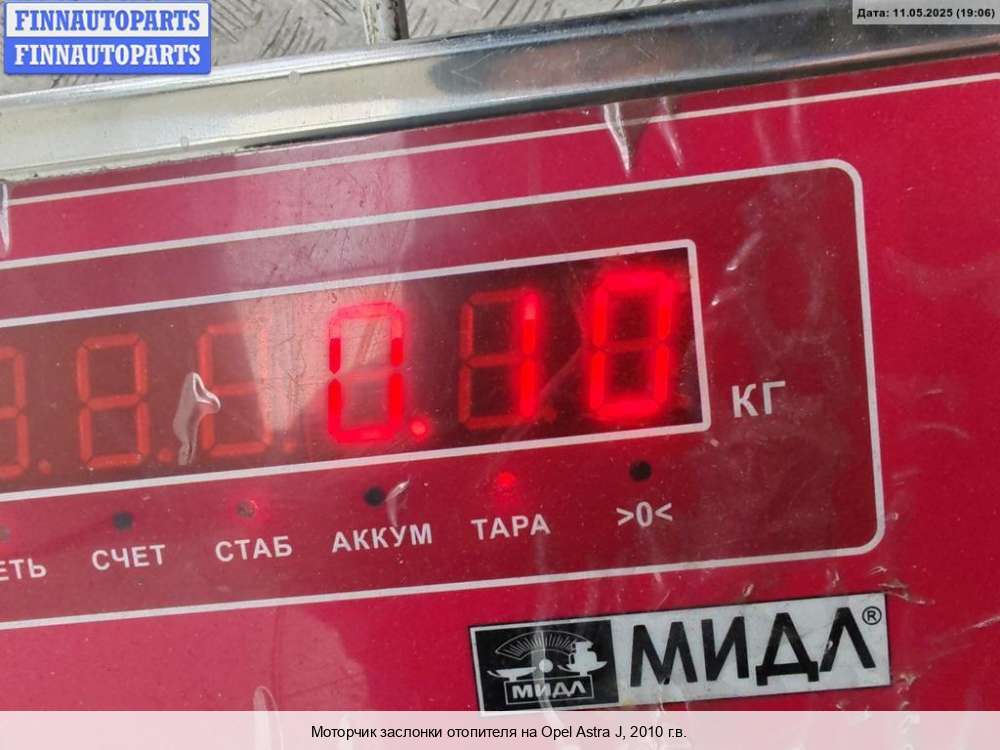 FINNAUTOPARTS
FINNAUTOPARTS
Дата: 11.05.2025 (19:06)
0.10
КГ
СЧЕТ СТАБ АККУМ ТАРА >0<
МИДЛ®
МИДЛ
Моторчик заслонки отопителя на Opel Astra J, 2010 г.в.